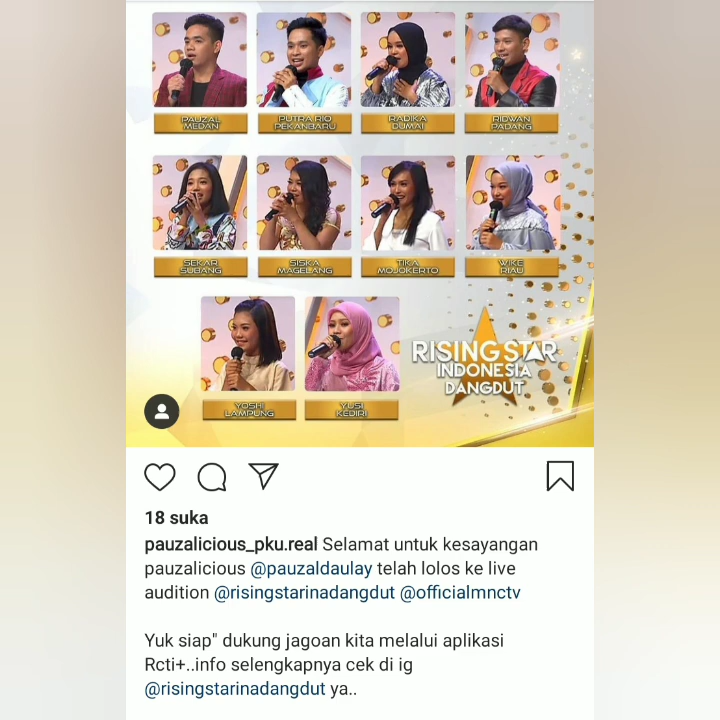 PAUZAL
MEDAN
PUTRA RIO
PEKANBARU
RADIKA
DUMAI
RIDWAN
PADANG
SEKAR
SUBANG
SISKA
MAGELANG
TIKA
MOJOKERTO
WIKE
RIAU
YOSHI
LAMPUNG
YUSI
KEDIRI
RISING STAR
INDONESIA
DANGDUT
18 suka
pauzalicious_pku.real Selamat untuk kesayangan
pauzalicious @pauzaldaulay telah lolos ke live
audition @risingstarinadangdut @officialmnctv
Yuk siap" dukung jagoan kita melalui aplikasi
Rcti+..info selengkapnya cek di ig
@risingstarinadangdut ya..